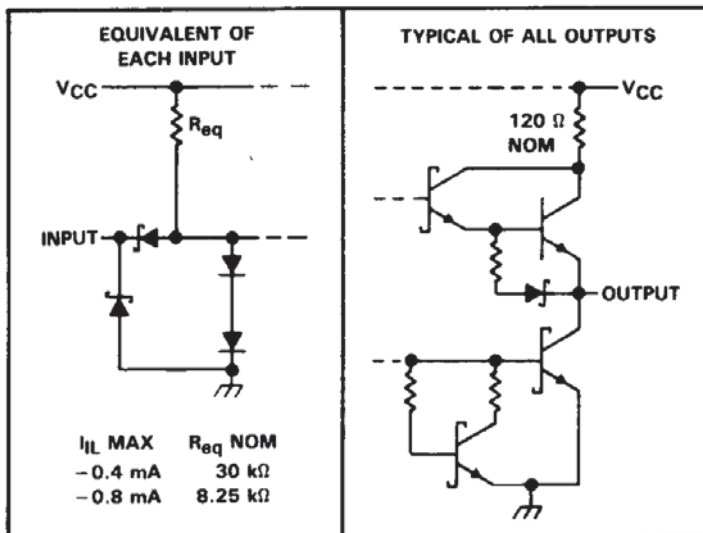 EQUIVALENT OF
EACH INPUT
VCC
Req
INPUT
IIL MAX Req NOM
−0.4 mA 30 kΩ
−0.8 mA 8.25 kΩ
TYPICAL OF ALL OUTPUTS
VCC
120 Ω
NOM
OUTPUT